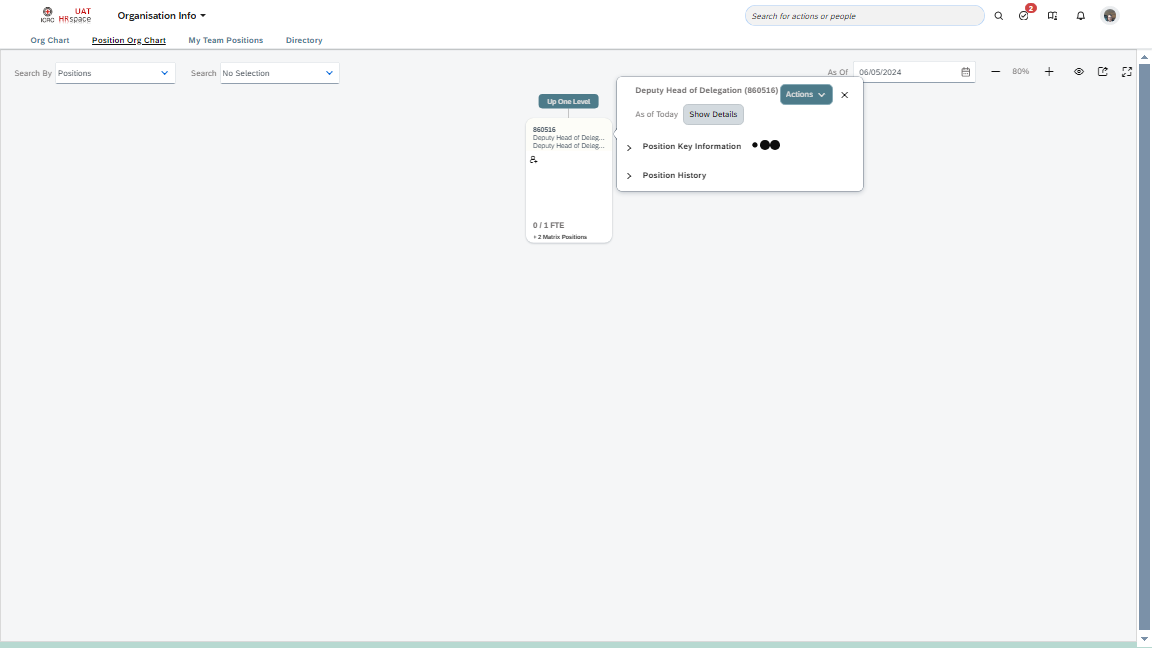 ICRC UAT HRspace
Organisation Info
Search for actions or people
2
Org Chart
Position Org Chart
My Team Positions
Directory
Search By Positions
Search No Selection
As Of 06/05/2024
80%
Up One Level
860516
Deputy Head of Deleg...
Deputy Head of Deleg...
0 / 1 FTE
2 Matrix Positions
Deputy Head of Delegation (860516)
Actions
As of Today
Show Details
Position Key Information
Position History